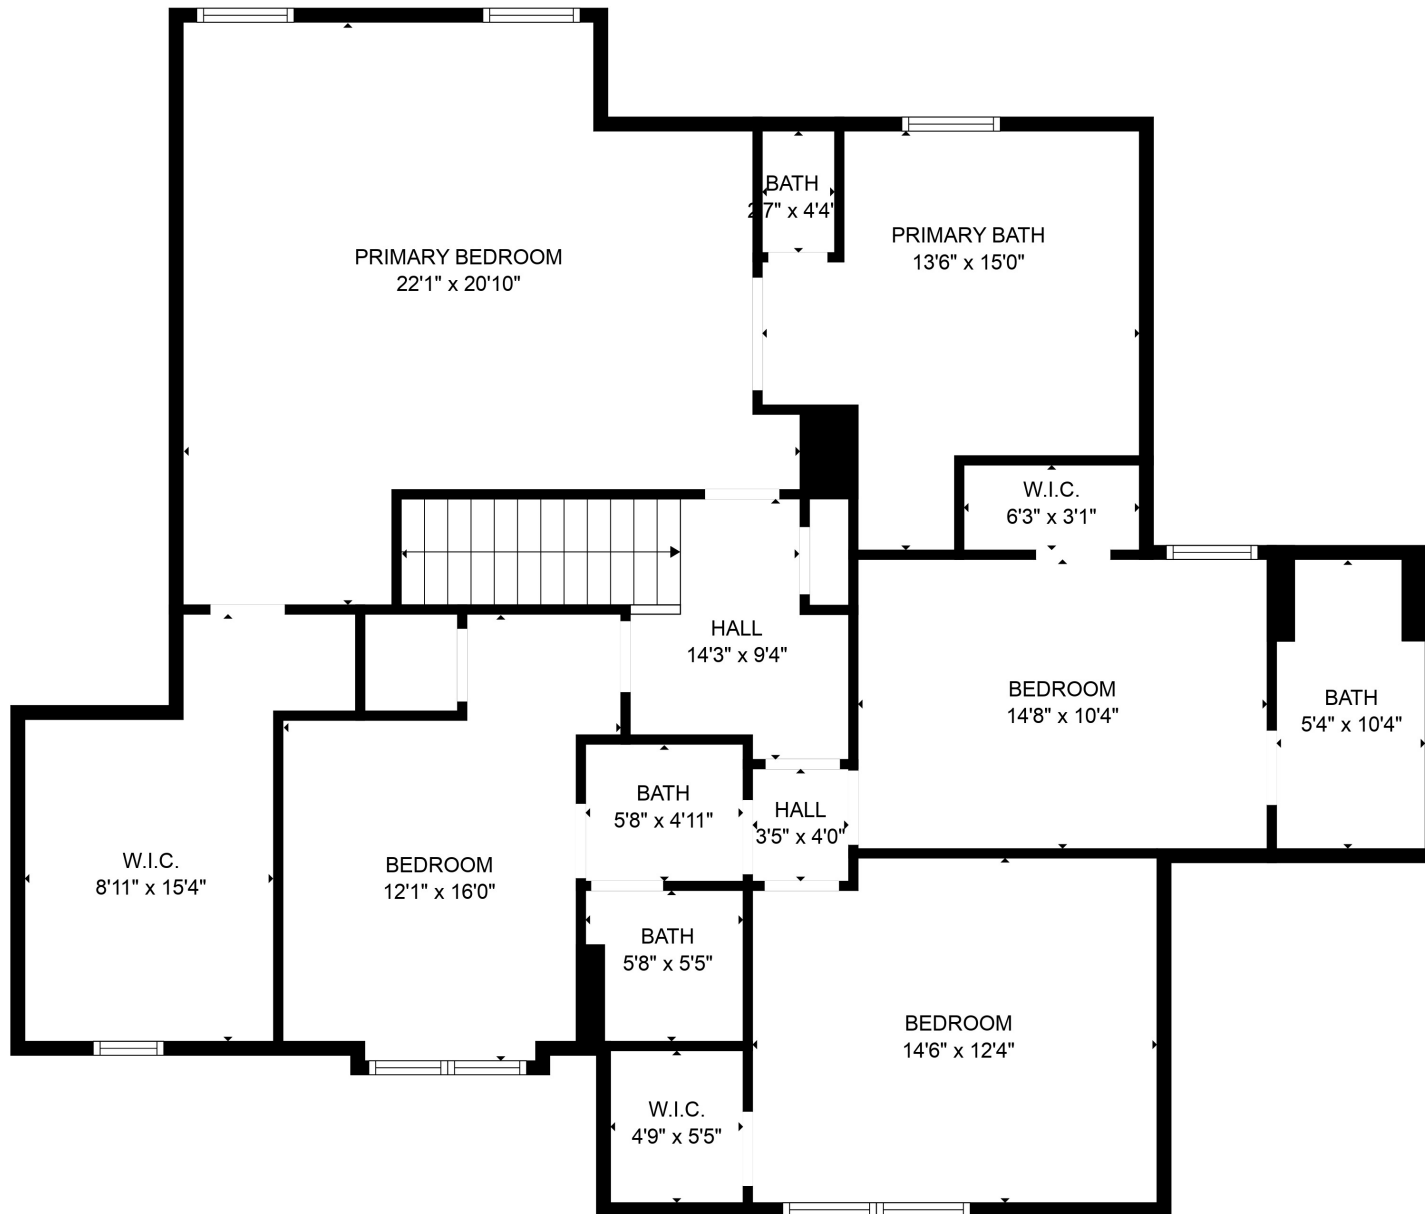 BATH
2'7" x 4'4"
PRIMARY BATH
13'6" x 15'0"
PRIMARY BEDROOM
22'1" x 20'10"
W.I.C.
6'3" x 3'1"
HALL
14'3" x 9'4"
BEDROOM
14'8" x 10'4"
BATH
5'4" x 10'4"
BATH
5'8" x 4'11"
HALL
3'5" x 4'0"
W.I.C.
8'11" x 15'4"
BEDROOM
12'1" x 16'0"
BATH
5'8" x 5'5"
BEDROOM
14'6" x 12'4"
W.I.C.
4'9" x 5'5"